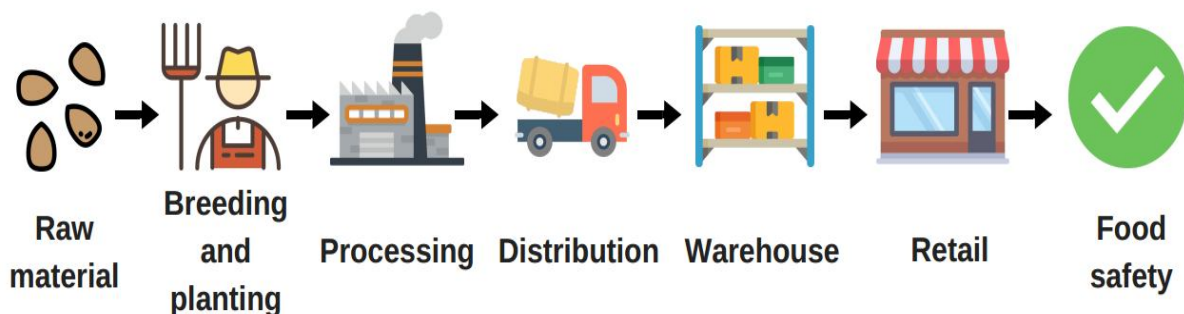 Raw
material
Breeding
and
planting
Processing
Distribution
Warehouse
Retail
Food
safety